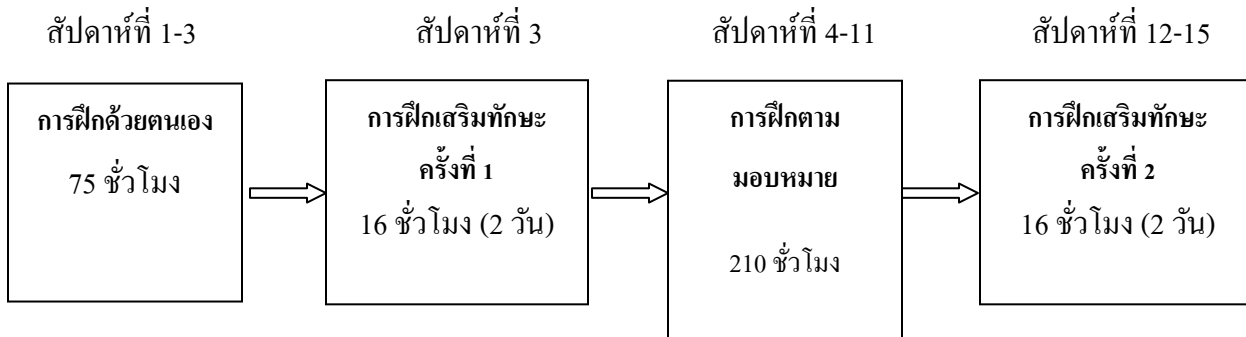 สัปดาห์ที่ 1-3
สัปดาห์ที่ 3
สัปดาห์ที่ 4-11
สัปดาห์ที่ 12-15
การฝึกด้วยตนเอง
75 ชั่วโมง
การฝึกเสริมทักษะ
ครั้งที่ 1
16 ชั่วโมง (2 วัน)
การฝึกตาม
มอบหมาย
210 ชั่วโมง
การฝึกเสริมทักษะ
ครั้งที่ 2
16 ชั่วโมง (2 วัน)